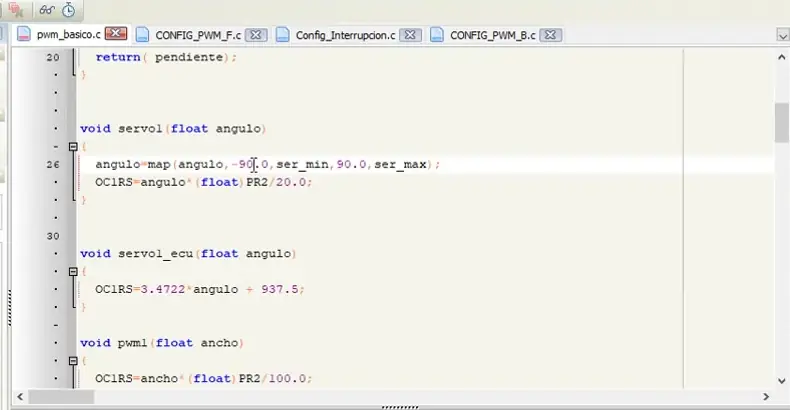 pwm_basico.c CONFIG_PWM_F.c Config_Interrupcion.c CONFIG_PWM_B.c
20 return( pendiente);
}
void servo1(float angulo)
{
26 angulo=map(angulo,-90.0,ser_min,90.0,ser_max);
OC1RS=angulo*(float)PR2/20.0;
}
30
void servo1_ecu(float angulo)
{
OC1RS=3.4722*angulo + 937.5;
}
void pwm1(float ancho)
{
OC1RS=ancho*(float)PR2/100.0;